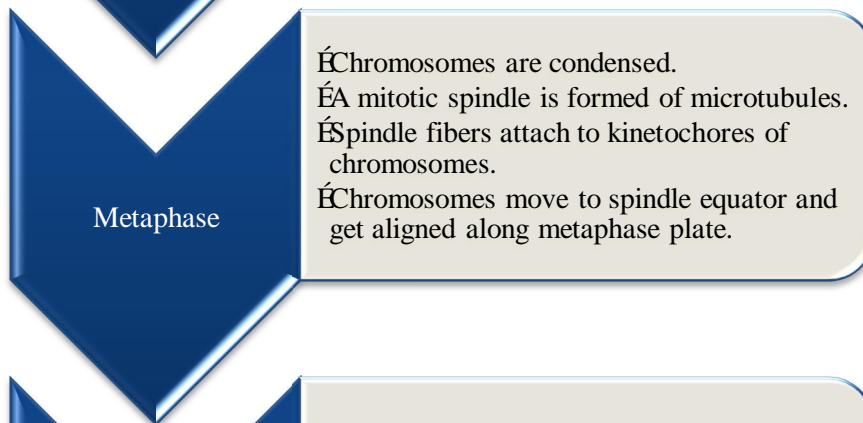 ÉChromosomes are condensed.
ÉA mitotic spindle is formed of microtubules.
ÉSpindle fibers attach to kinetochores of
chromosomes.
ÉChromosomes move to spindle equator and
get aligned along metaphase plate.
Metaphase